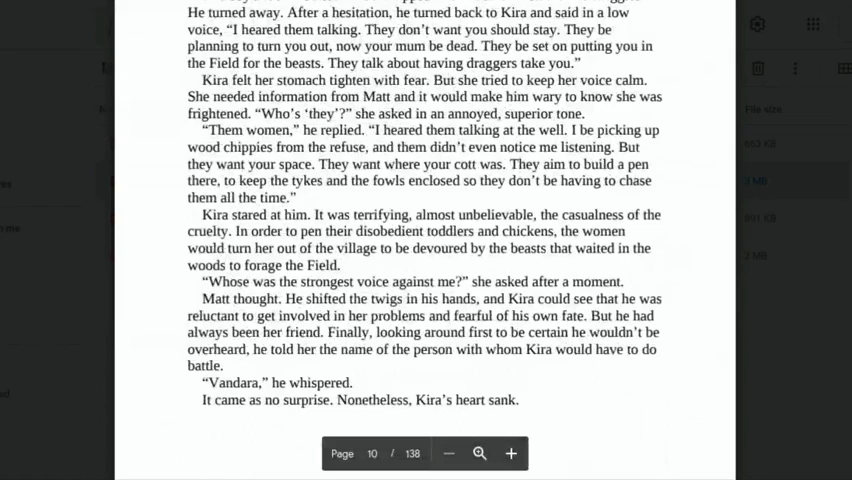 He turned away. After a hesitation, he turned back to Kira and said in a low
voice, “I heared them talking. They don’t want you should stay. They be
planning to turn you out, now your mum be dead. They be set on putting you in
the Field for the beasts. They talk about having draggers take you.”
Kira felt her stomach tighten with fear. But she tried to keep her voice calm.
She needed information from Matt and it would make him wary to know she was
frightened. “Who’s ‘they’?” she asked in an annoyed, superior tone.
“Them women,” he replied. “I heared them talking at the well. I be picking up
wood chippies from the refuse, and them didn’t even notice me listening. But
they want your space. They want where your cott was. They aim to build a pen
there, to keep the tykes and the fowls enclosed so they don’t be having to chase
them all the time.”
Kira stared at him. It was terrifying, almost unbelievable, the casualness of the
cruelty. In order to pen their disobedient toddlers and chickens, the women
would turn her out of the village to be devoured by the beasts that waited in the
woods to forage the Field.
“Whose was the strongest voice against me?” she asked after a moment.
Matt thought. He shifted the twigs in his hands, and Kira could see that he was
reluctant to get involved in her problems and fearful of his own fate. But he had
always been her friend. Finally, looking around first to be certain he wouldn’t be
overheard, he told her the name of the person with whom Kira would have to do
battle.
“Vandara,” he whispered.
It came as no surprise. Nonetheless, Kira’s heart sank.
Page 10 / 138
File size
663 KB
3 MB
691 KB
2 MB